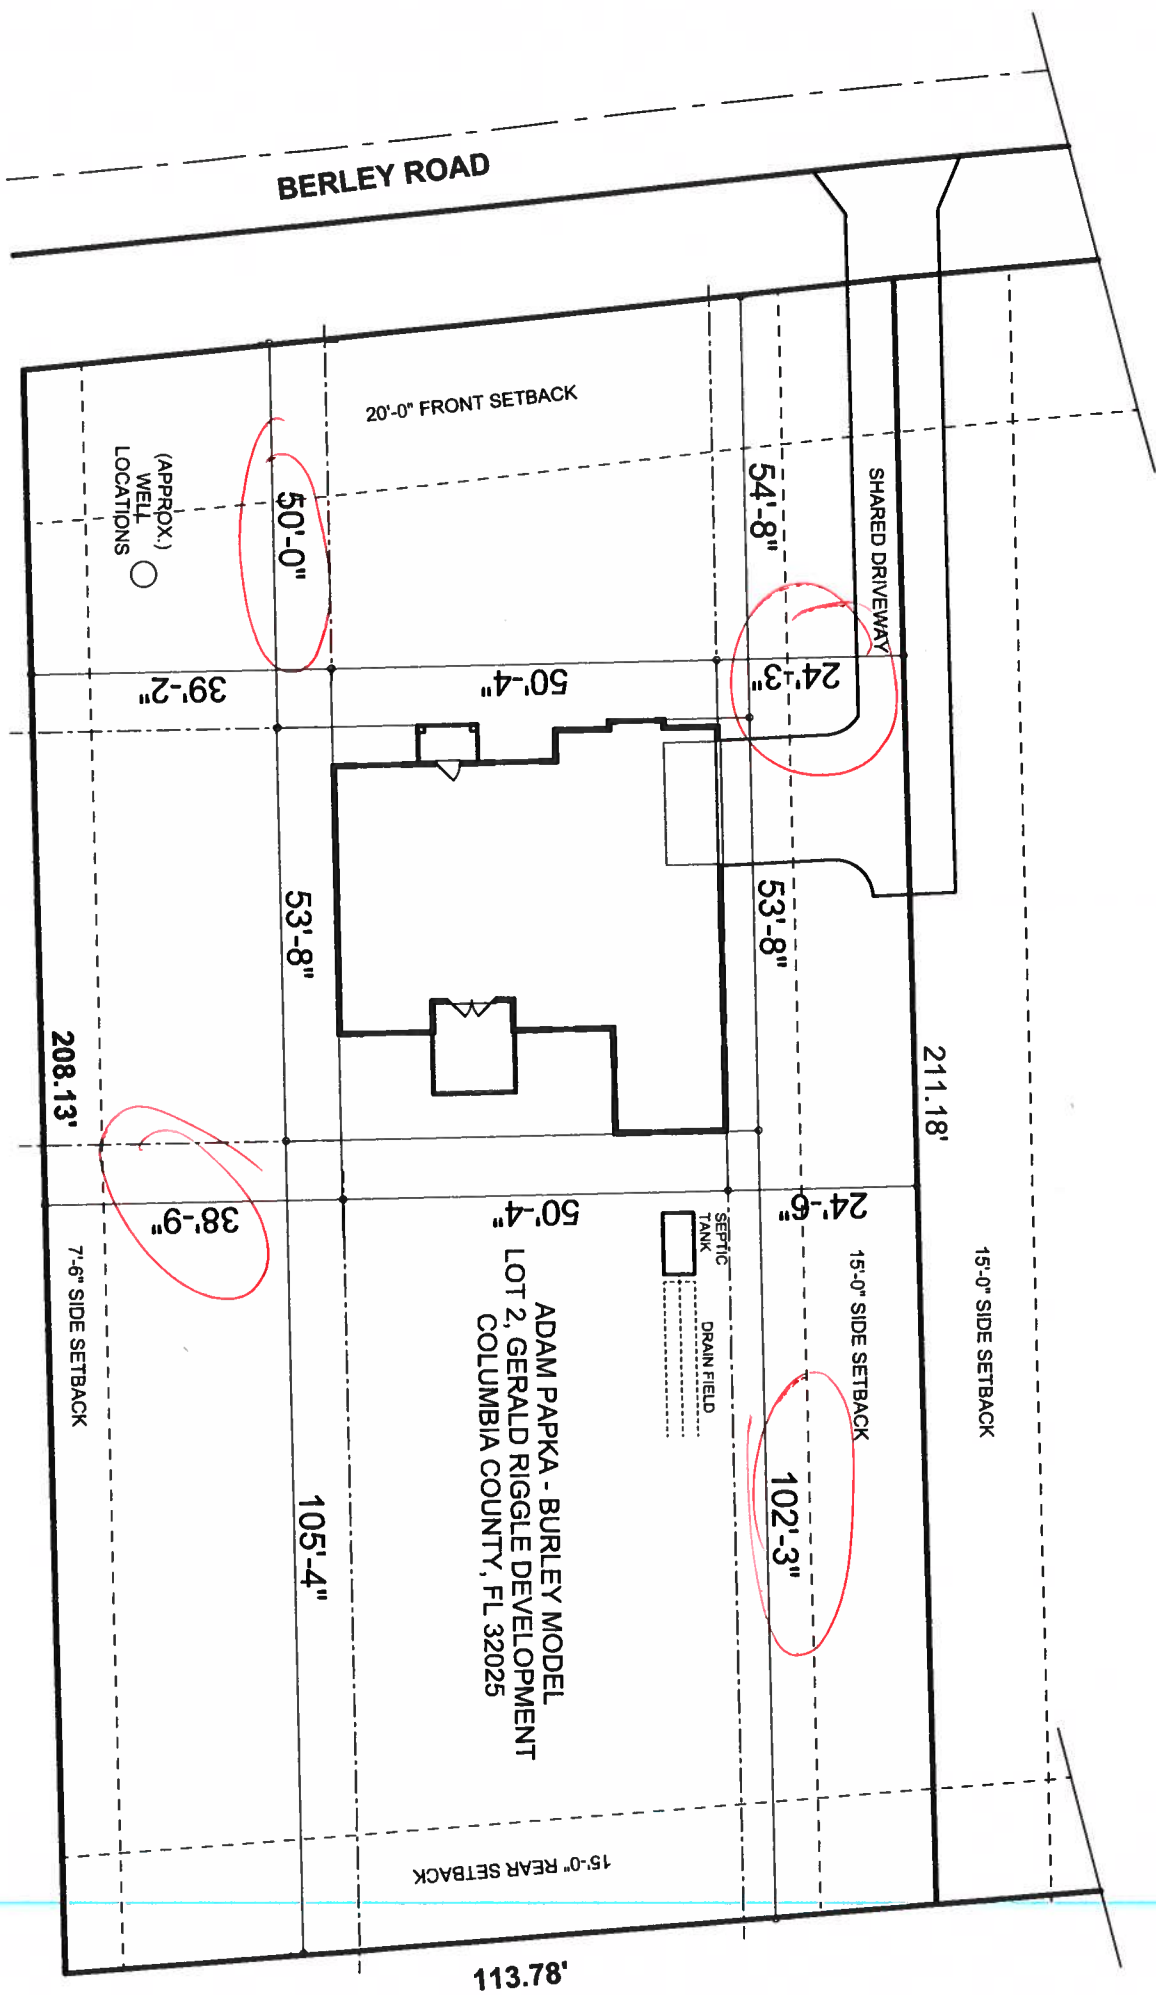 BERLEY ROAD
20'-0" FRONT SETBACK
(APPROX.)
WELL
LOCATIONS
50'-0"
54'-8"
SHARED DRIVEWAY
39'-2"
50'-4"
24'-3"
53'-8"
53'-8"
208.13'
211.18'
38'-9"
50'-4"
24'-6"
SEPTIC
TANK
DRAIN FIELD
7'-6" SIDE SETBACK
15'-0" SIDE SETBACK
15'-0" SIDE SETBACK
105'-4"
102'-3"
ADAM PAPKA - BURLEY MODEL
LOT 2, GERALD RIGGLE DEVELOPMENT
COLUMBIA COUNTY, FL 32025
15'-0" REAR SETBACK
113.78'